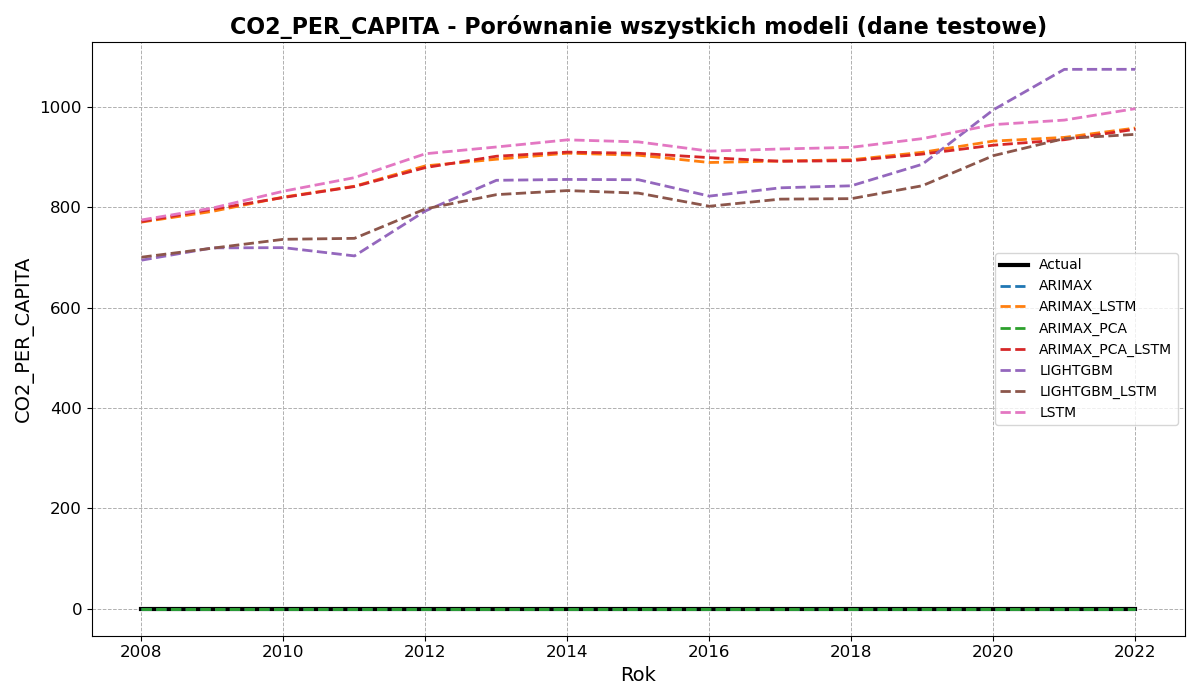 CO2_PER_CAPITA - Porównanie wszystkich modeli (dane testowe)
CO2_PER_CAPITA
1000
800
600
400
200
0
Actual
ARIMAX
ARIMAX_LSTM
ARIMAX_PCA
ARIMAX_PCA_LSTM
LIGHTGBM
LIGHTGBM_LSTM
LSTM
2008 2010 2012 2014 2016 2018 2020 2022
Rok